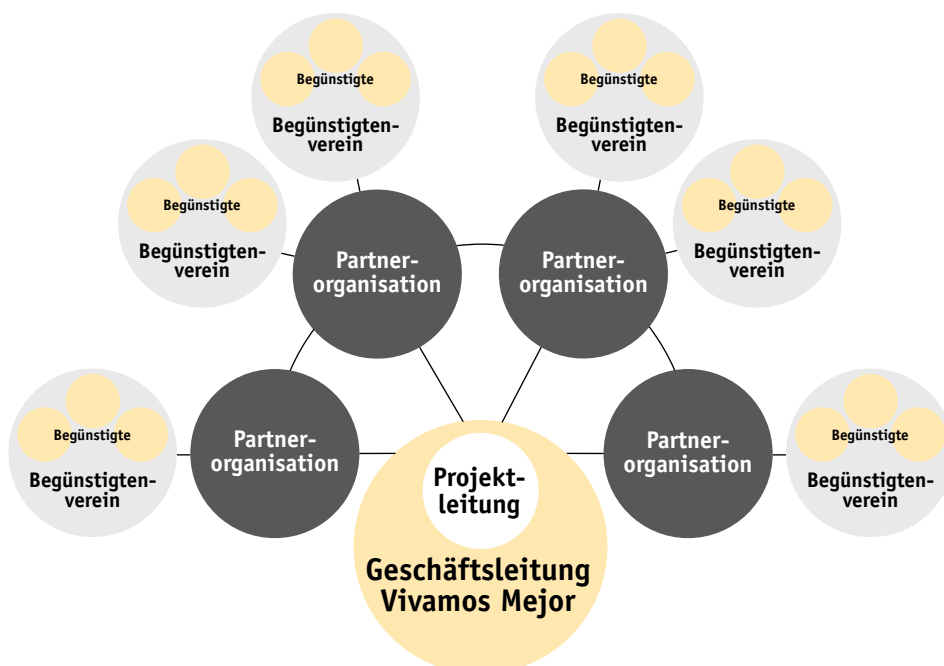 Begünstigte
Begünstigten-
verein
Begünstigte
Begünstigten-
verein
Begünstigte
Begünstigten-
verein
Begünstigte
Begünstigten-
verein
Partner-
organisation
Partner-
organisation
Begünstigte
Begünstigten-
verein
Partner-
organisation
Partner-
organisation
Begünstigte
Begünstigten-
verein
Projekt-
leitung
Geschäftsleitung
Vivamos Mejor